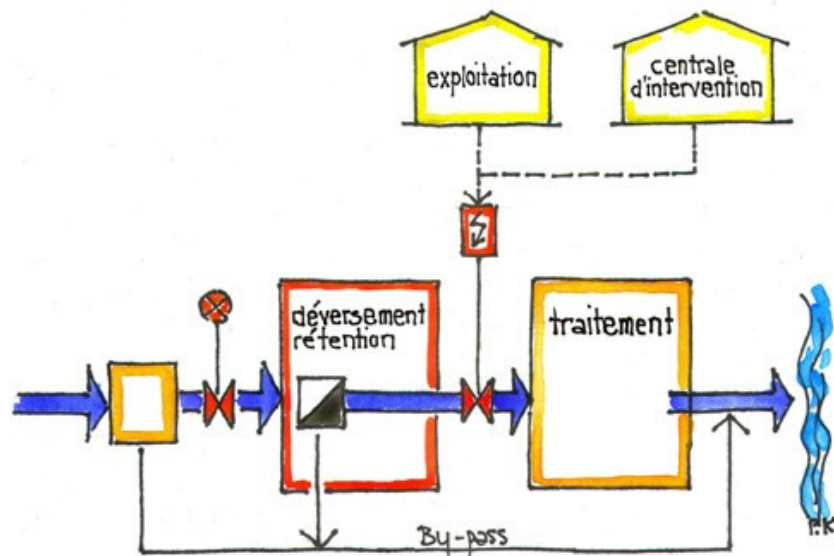 exploitation
centrale
d'intervention
déversement
rétention
traitement
By-pass
P.K